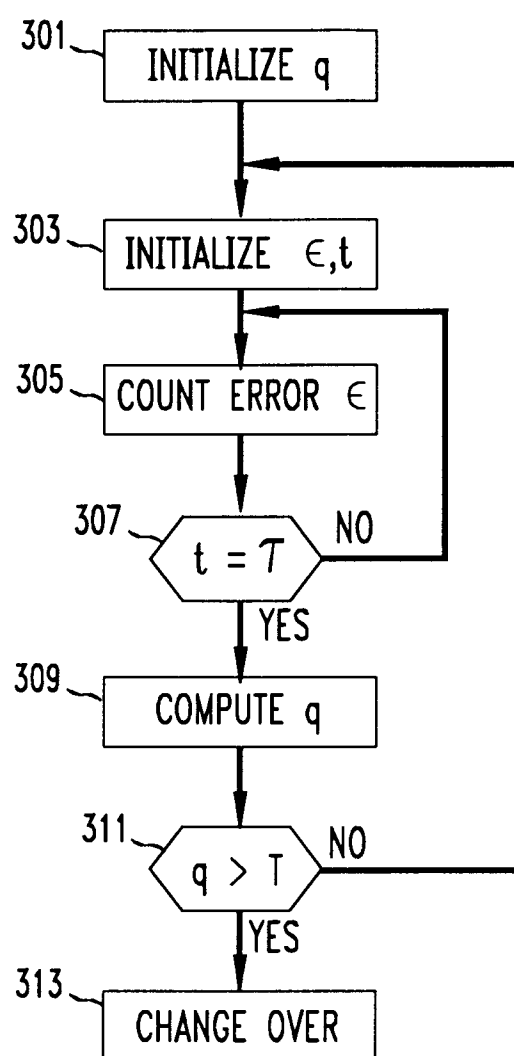 301
INITIALIZE q
303
INITIALIZE ϵ,t
305
COUNT ERROR ϵ
307
t = τ
NO
YES
309
COMPUTE q
311
q > T
NO
YES
313
CHANGE OVER